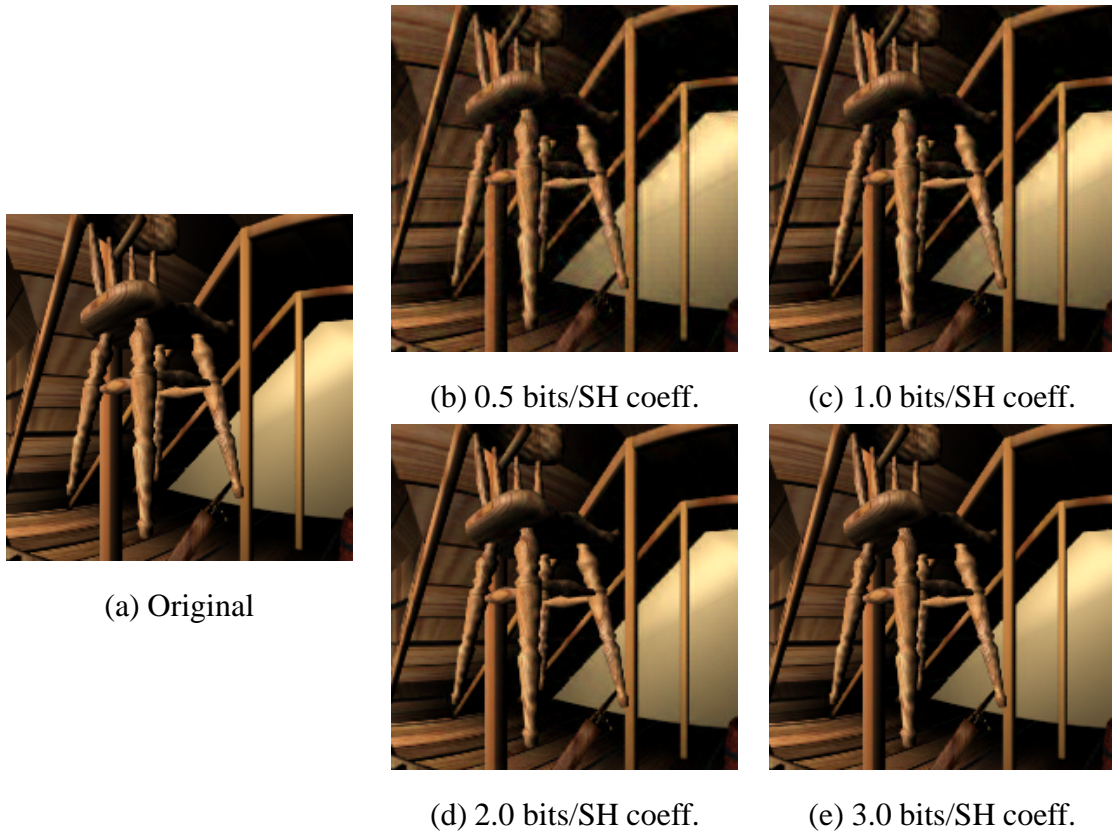 (b) 0.5 bits/SH coeff.
(c) 1.0 bits/SH coeff.
(a) Original
(d) 2.0 bits/SH coeff.
(e) 3.0 bits/SH coeff.